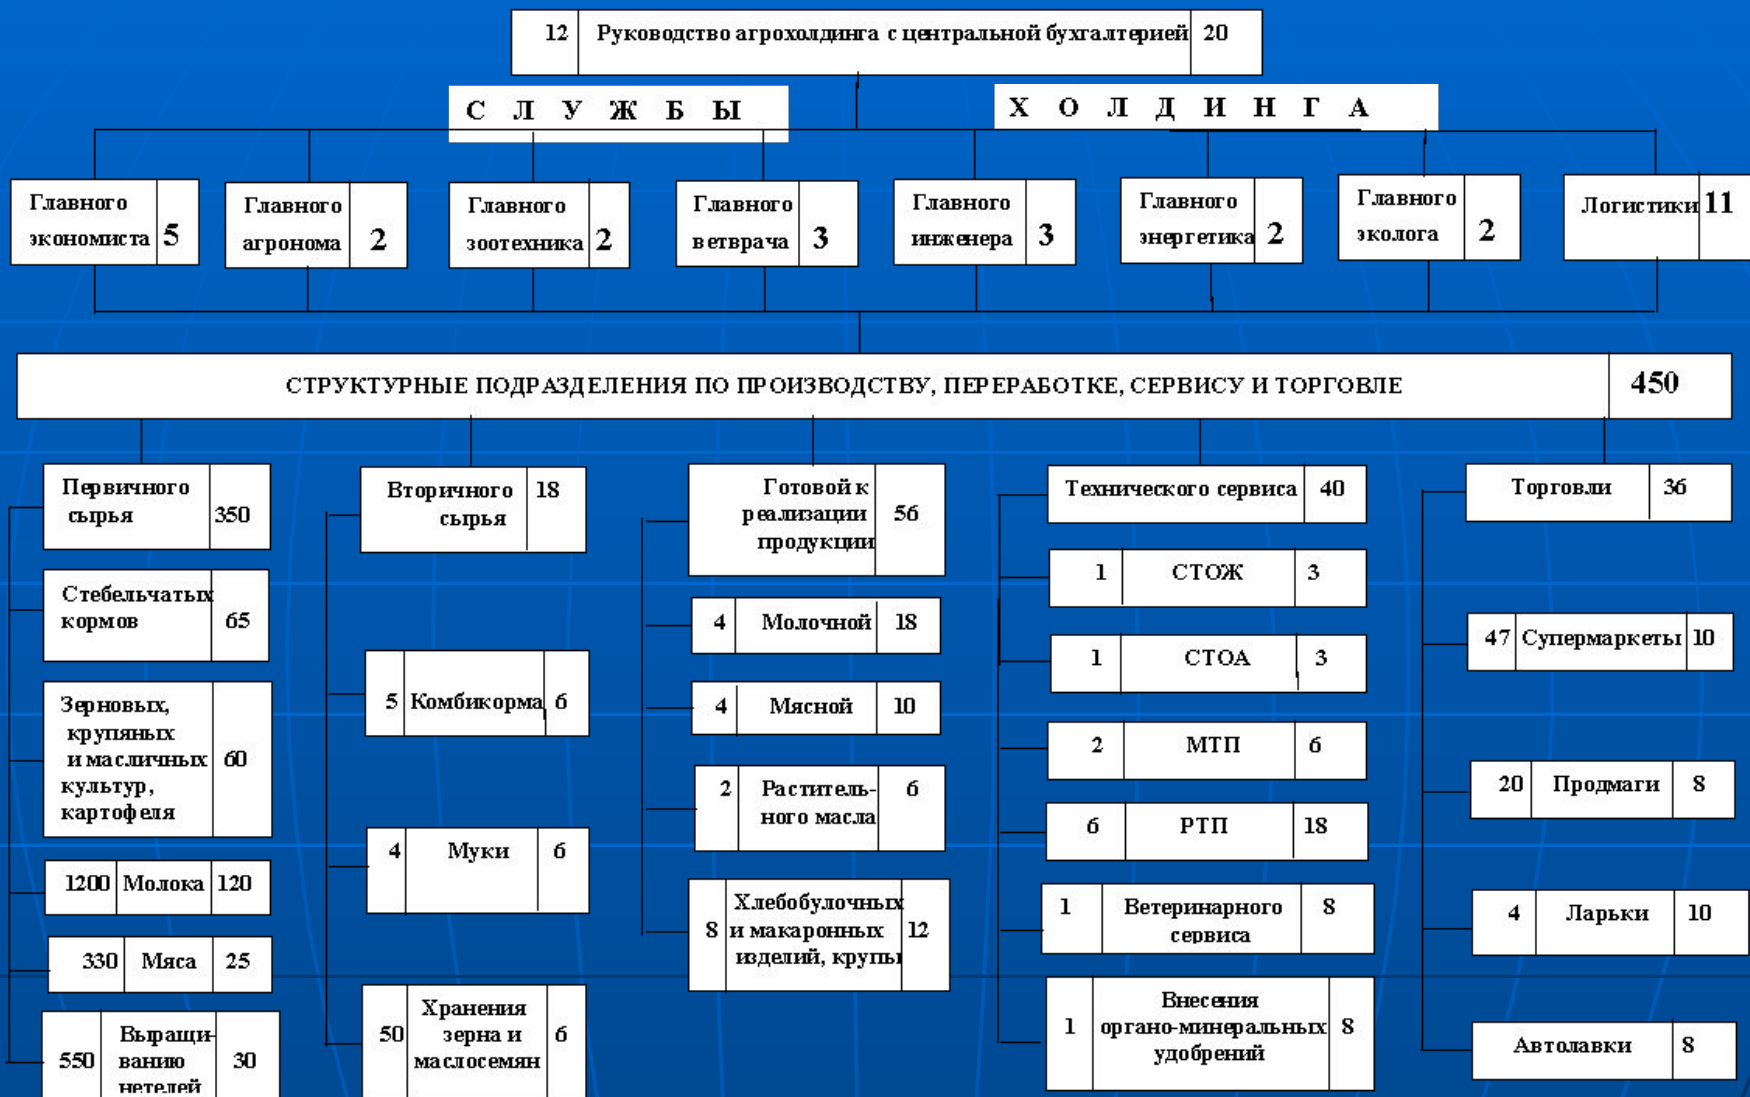 12 Руководство агрохолдинга с центральной бухгалтерией 20
С Л У Ж Б Ы Х О Л Д И Н Г А
Главного
экономиста 5
Главного
агронома 2
Главного
зоотехника 2
Главного
ветврача 3
Главного
инженера 3
Главного
энергетика 2
Главного
эколога 2
Логистики 11
СТРУКТУРНЫЕ ПОДРАЗДЕЛЕНИЯ ПО ПРОИЗВОДСТВУ, ПЕРЕРАБОТКЕ, СЕРВИСУ И ТОРГОВЛЕ 450
Первичного
сырья 350
Стебельчатых
кормов 65
Зерновых,
крупяных
и масличных 60
культур,
картофеля
1200 Молока 120
330 Мяса 25
Выращи-
550 ванию 30
нетелей
Вторичного 18
сырья
5 Комбикорма 6
4 Муки 6
Хранения
50 зерна и 6
маслосемян
Готовой к
реализации 56
продукции
4 Молочной 18
4 Мясной 10
2 Раститель- 6
ного масла
Хлебобулочных
8 и макаронных 12
изделий, крупы
Технического сервиса 40
1 СТОЖ 3
1 СТОА 3
2 МТП 6
6 РТП 18
1 Ветеринарного 8
сервиса
Внесения
1 органо-минеральных 8
удобрений
Торговли 36
47 Супермаркеты 10
20 Продмаги 8
4 Ларьки 10
Автолавки 8